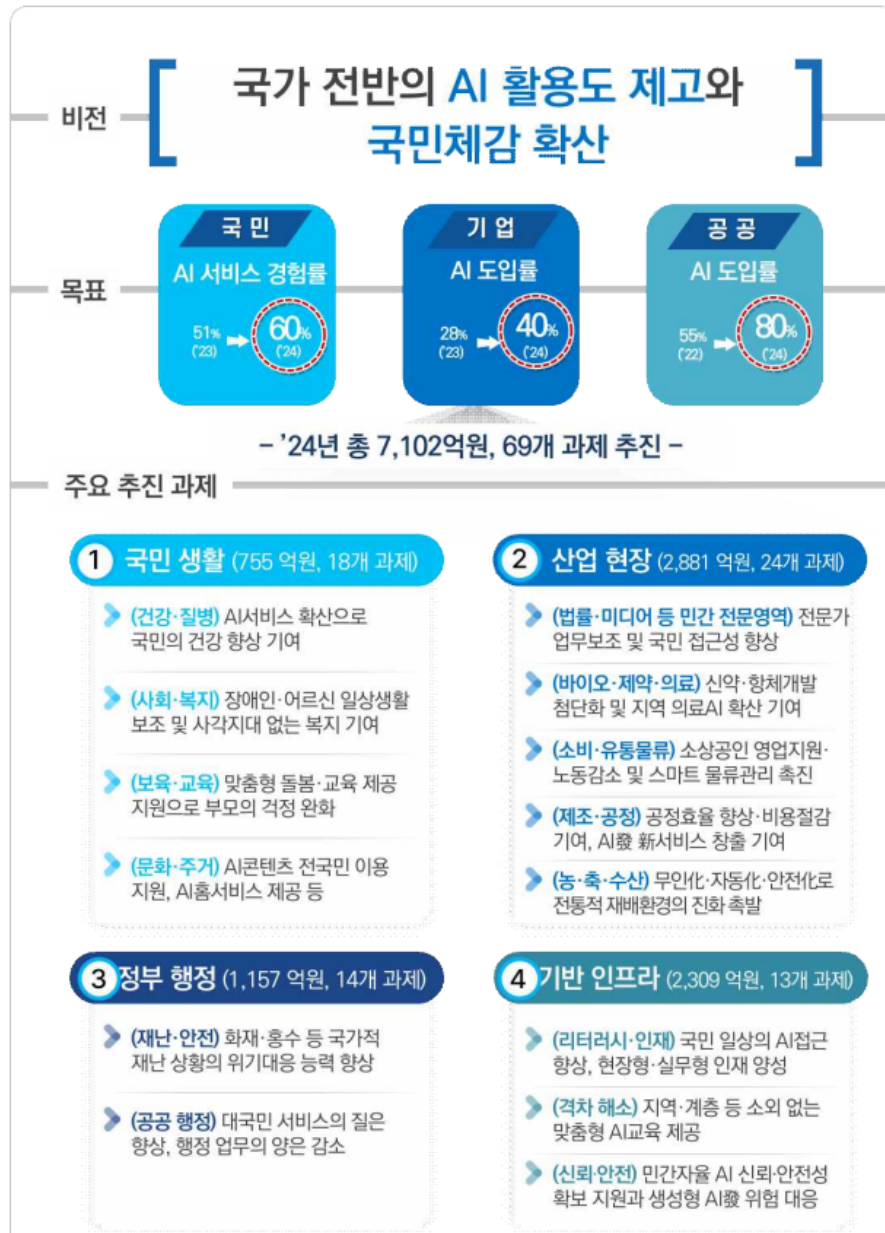 비전
국가 전반의 AI 활용도 제고와
국민체감 확산
목표
국 민
AI 서비스 경험률
51%
('23)
60%
('24)
기 업
AI 도입률
28%
('23)
40%
('24)
공 공
AI 도입률
55%
('22)
80%
('24)
– '24년 총 7,102억원, 69개 과제 추진 –
주요 추진 과제
1 국민 생활 (755 억원, 18개 과제)
(건강·질병) AI서비스 확산으로
국민의 건강 향상 기여
(사회·복지) 장애인·어르신 일상생활
보조 및 사각지대 없는 복지 기여
(보육·교육) 맞춤형 돌봄·교육 제공
지원으로 부모의 걱정 완화
(문화·주거) AI콘텐츠 전국민 이용
지원, AI홈서비스 제공 등
2 산업 현장 (2,881 억원, 24개 과제)
(법률·미디어 등 민간 전문영역) 전문가
업무보조 및 국민 접근성 향상
(바이오·제약·의료) 신약·항체개발
첨단화 및 지역 의료AI 확산 기여
(소비·유통물류) 소상공인 영업지원·
노동감소 및 스마트 물류관리 촉진
(제조·공정) 공정효율 향상·비용절감
기여, AI發 新서비스 창출 기여
(농·축·수산) 무인化·자동化·안전化로
전통적 재배환경의 진화 촉발
3 정부 행정 (1,157 억원, 14개 과제)
(재난·안전) 화재·홍수 등 국가적
재난 상황의 위기대응 능력 향상
(공공 행정) 대국민 서비스의 질은
향상, 행정 업무의 양은 감소
4 기반 인프라 (2,309 억원, 13개 과제)
(리터러시·인재) 국민 일상의 AI접근
향상, 현장형·실무형 인재 양성
(격차 해소) 지역·계층 등 소외 없는
맞춤형 AI교육 제공
(신뢰·안전) 민간자율 AI 신뢰·안전성
확보 지원과 생성형 AI發 위험 대응